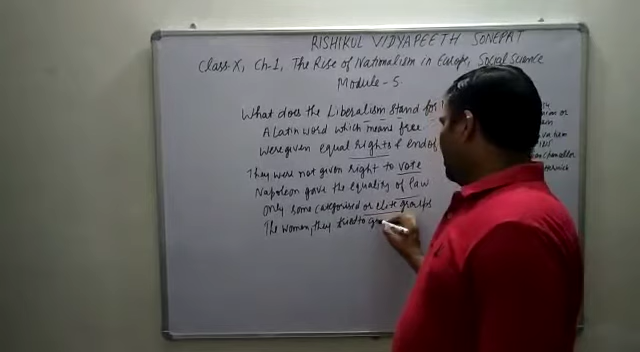 RISHIKUL VIDYAPEETH SONEPAT
Class X, Ch-1, The Rise of Nationalism in Europe, Social Science
Module - 5
What does the Liberalism stand for
A Latin word which means free
Were given equal rights & end of
They were not given right to vote
Napoleon gave the equality of law
Only some categorised or elite groups
The women, they tried to